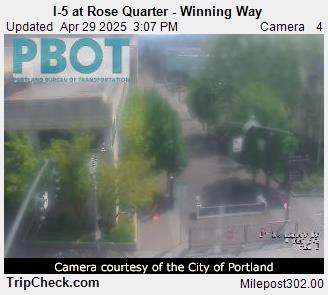 I-5 at Rose Quarter - Winning Way
Updated Apr 29 2025 3:07 PM Camera 4
PBOT
PORTLAND BUREAU OF TRANSPORTATION
Camera courtesy of the City of Portland
TripCheck.com Milepost302.00